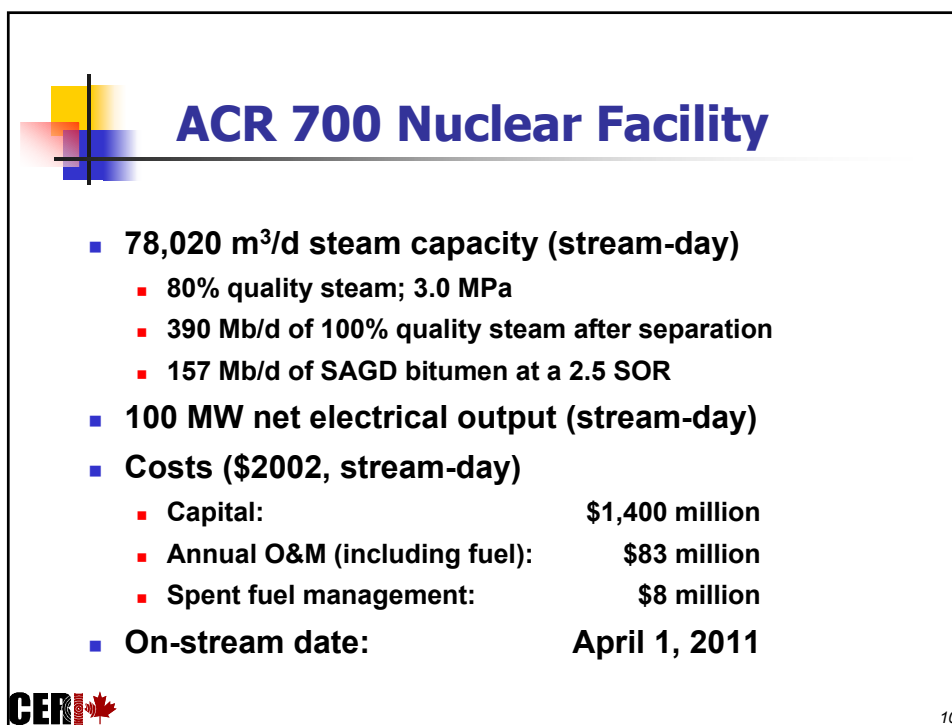 ACR 700 Nuclear Facility
78,020 m³/d steam capacity (stream-day)
80% quality steam; 3.0 MPa
390 Mb/d of 100% quality steam after separation
157 Mb/d of SAGD bitumen at a 2.5 SOR
100 MW net electrical output (stream-day)
Costs ($2002, stream-day)
Capital: $1,400 million
Annual O&M (including fuel): $83 million
Spent fuel management: $8 million
On-stream date: April 1, 2011
CERI